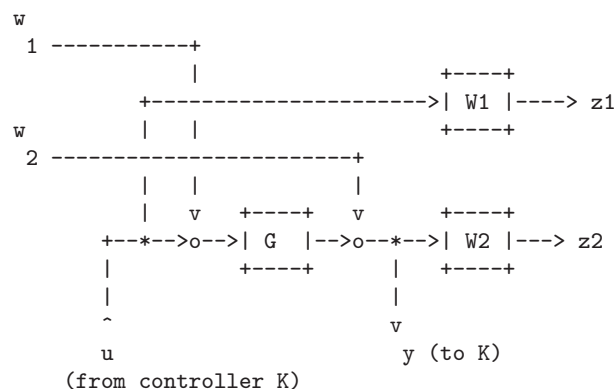 w
1
W1 z1
w
2
G W2 z2
u y (to K)
(from controller K)